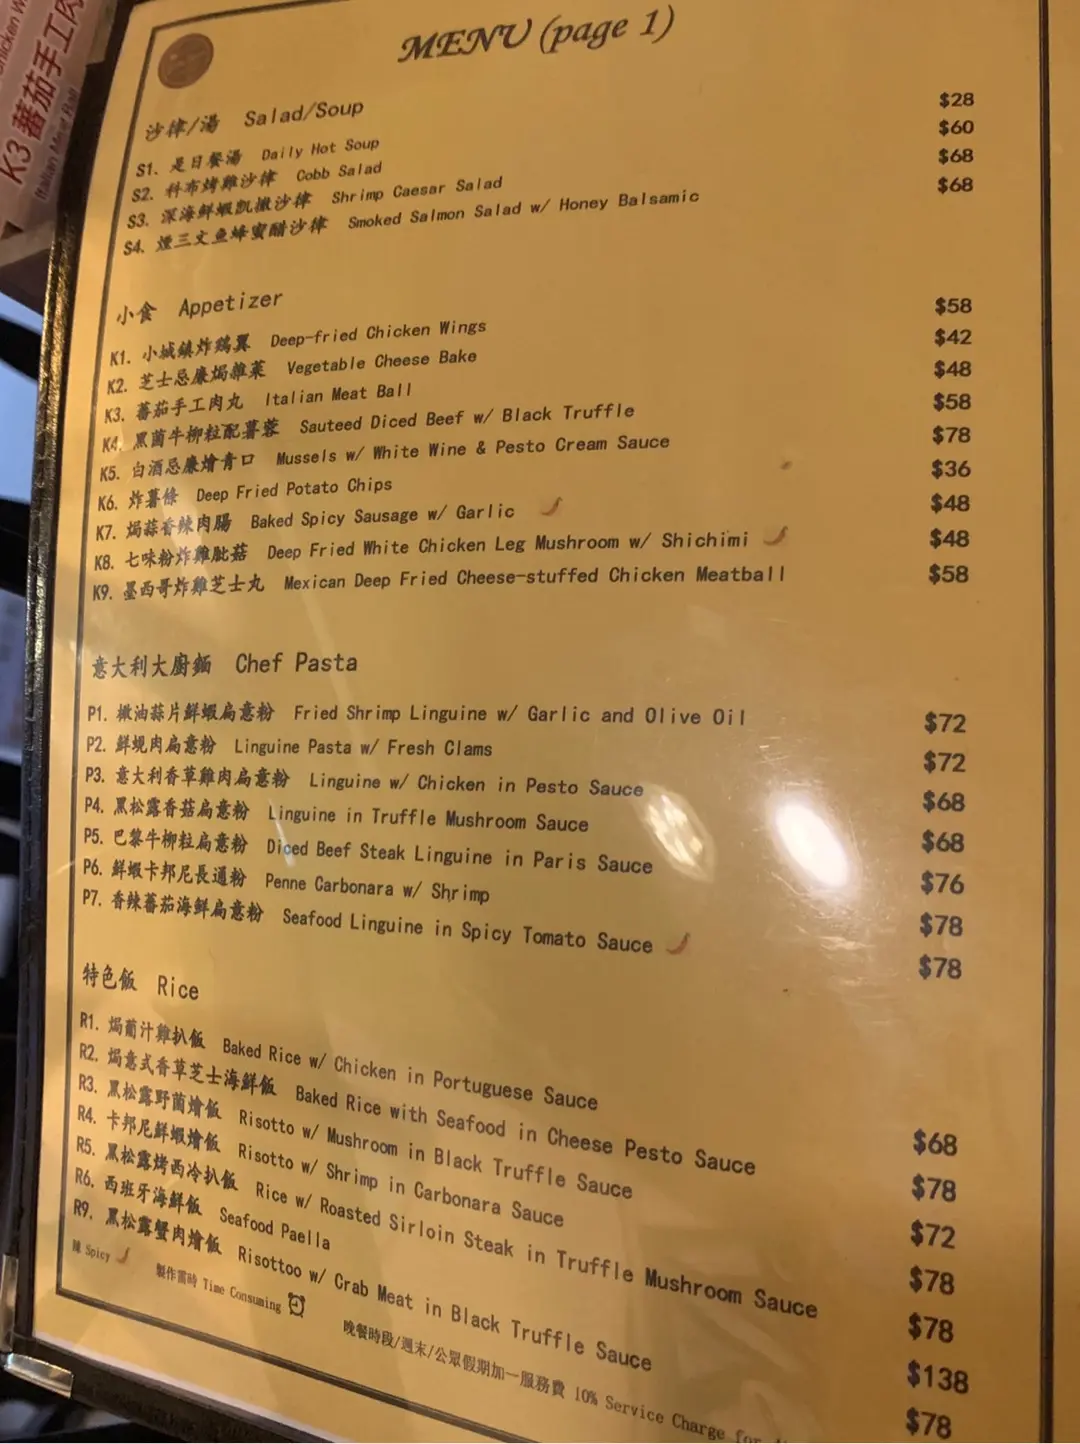 Chicken W
K3 蕃茄手工肉
Italian Meat Ball
MENU (page 1)
沙律/湯 Salad/Soup
S1. 是日餐湯 Daily Hot Soup $28
S2. 科布烤雞沙律 Cobb Salad $60
S3. 深海鮮蝦凱撒沙律 Shrimp Caesar Salad $68
S4. 煙三文魚蜂蜜醋沙律 Smoked Salmon Salad w/ Honey Balsamic $68
小食 Appetizer
K1. 小城鎮炸鷄翼 Deep-fried Chicken Wings $58
K2. 芝士忌廉焗雜菜 Vegetable Cheese Bake $42
K3. 蕃茄手工肉丸 Italian Meat Ball $48
K4. 黑菌牛柳粒配薯蓉 Sauteed Diced Beef w/ Black Truffle $58
K5. 白酒忌廉燴青口 Mussels w/ White Wine & Pesto Cream Sauce $78
K6. 炸薯條 Deep Fried Potato Chips $36
K7. 焗蒜香辣肉腸 Baked Spicy Sausage w/ Garlic $48
K8. 七味粉炸雞髀菇 Deep Fried White Chicken Leg Mushroom w/ Shichimi $48
K9. 墨西哥炸雞芝士丸 Mexican Deep Fried Cheese-stuffed Chicken Meatball $58
意大利大廚麵 Chef Pasta
P1. 橄油蒜片鮮蝦扁意粉 Fried Shrimp Linguine w/ Garlic and Olive Oil $72
P2. 鮮蜆肉扁意粉 Linguine Pasta w/ Fresh Clams $72
P3. 意大利香草雞肉扁意粉 Linguine w/ Chicken in Pesto Sauce $68
P4. 黑松露香菇扁意粉 Linguine in Truffle Mushroom Sauce $68
P5. 巴黎牛柳粒扁意粉 Diced Beef Steak Linguine in Paris Sauce $76
P6. 鮮蝦卡邦尼長通粉 Penne Carbonara w/ Shrimp $78
P7. 香辣蕃茄海鮮扁意粉 Seafood Linguine in Spicy Tomato Sauce $78
特色飯 Rice
R1. 焗葡汁雞扒飯 Baked Rice w/ Chicken in Portuguese Sauce $68
R2. 焗意式香草芝士海鮮飯 Baked Rice with Seafood in Cheese Pesto Sauce $78
R3. 黑松露野菌燴飯 Risotto w/ Mushroom in Black Truffle Sauce $72
R4. 卡邦尼鮮蝦燴飯 Risotto w/ Shrimp in Carbonara Sauce $78
R5. 黑松露烤西冷扒飯 Rice w/ Roasted Sirloin Steak in Truffle Mushroom Sauce $78
R6. 西班牙海鮮飯 Seafood Paella $138
R9. 黑松露蟹肉燴飯 Risottoo w/ Crab Meat in Black Truffle Sauce $78
辣 Spicy 製作需時 Time Consuming
晚餐時段/週末/公眾假期加一服務費 10% Service Charge for